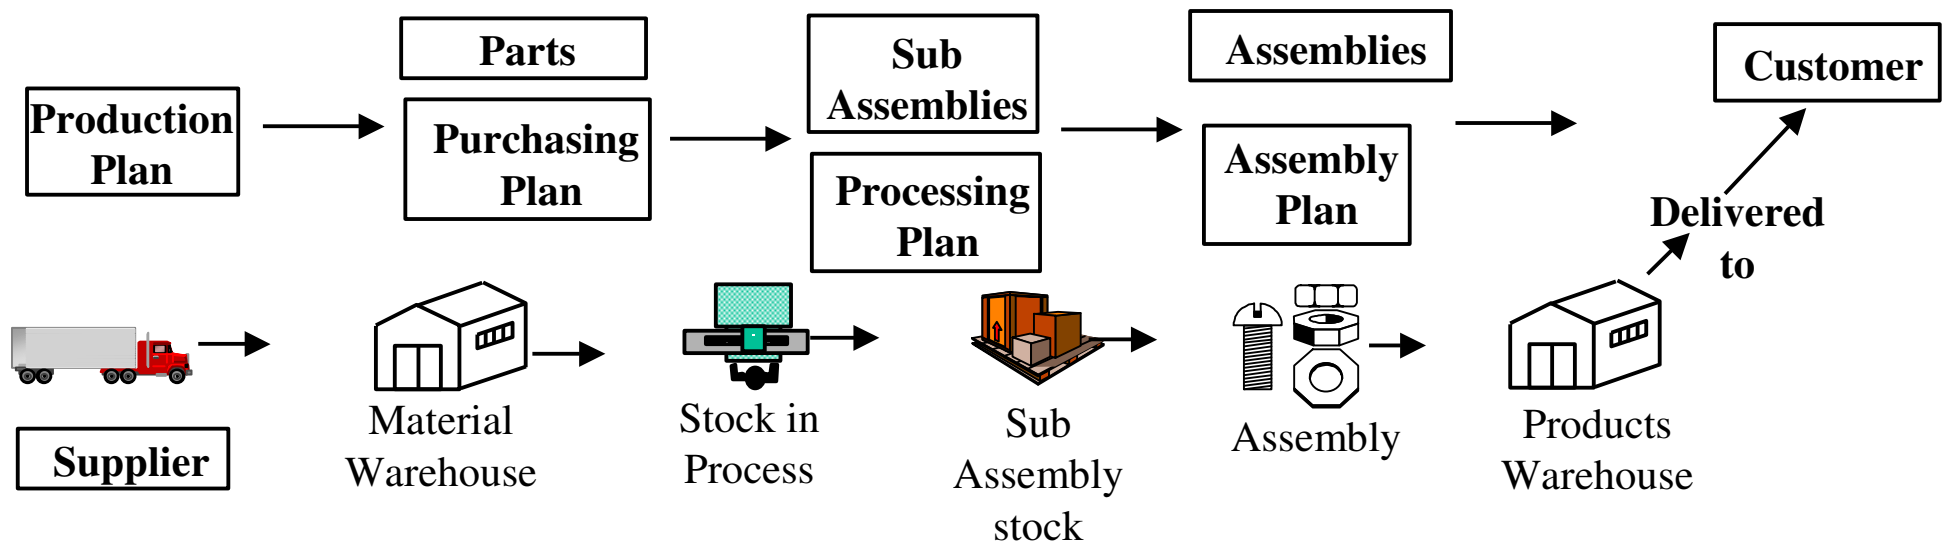 Production
Plan
Parts
Purchasing
Plan
Sub
Assemblies
Processing
Plan
Assemblies
Assembly
Plan
Customer
Delivered
to
Supplier
Material
Warehouse
Stock in
Process
Sub
Assembly
stock
Assembly
Products
Warehouse